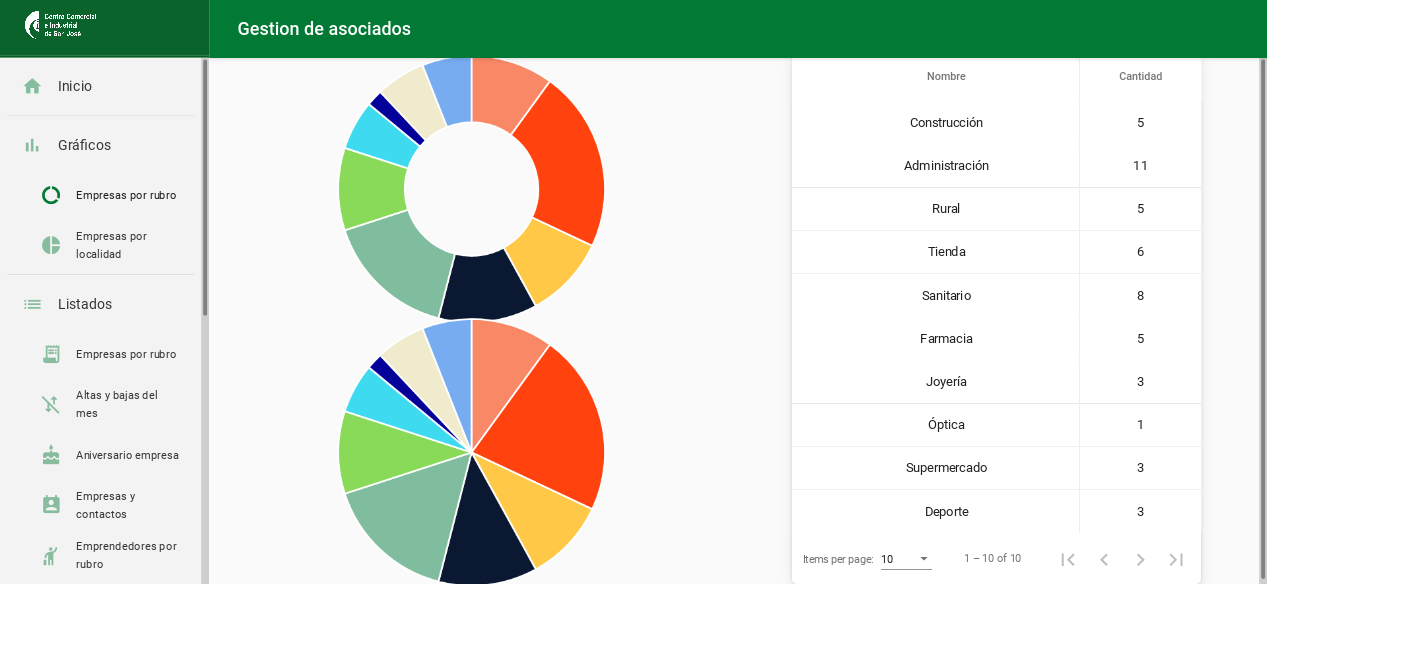 Centro Comercial
e Industrial
de San José
Gestion de asociados
Inicio
Gráficos
Empresas por rubro
Empresas por
localidad
Listados
Empresas por rubro
Altas y bajas del
mes
Aniversario empresa
Empresas y
contactos
Emprendedores por
rubro
Nombre Cantidad
Construcción 5
Administración 11
Rural 5
Tienda 6
Sanitario 8
Farmacia 5
Joyería 3
Óptica 1
Supermercado 3
Deporte 3
Items per page: 10 1 – 10 of 10